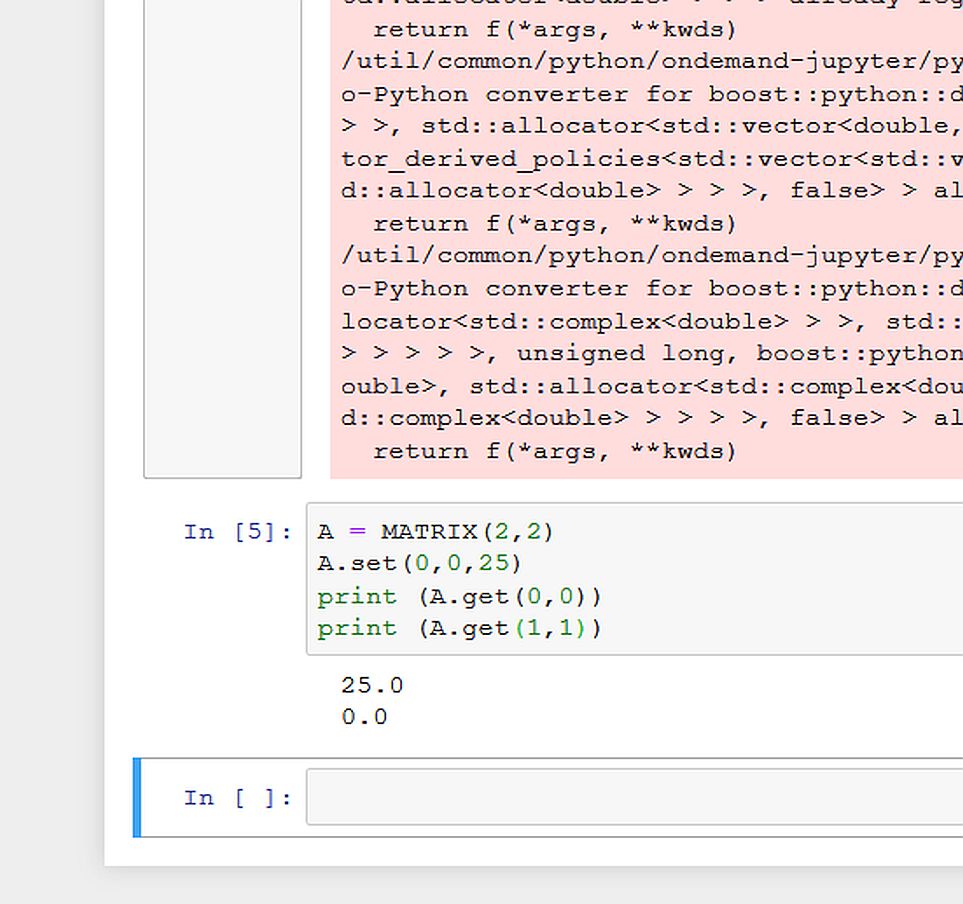 return f(*args, **kwds)
/util/common/python/ondemand-jupyter/py
o-Python converter for boost::python::d
> >, std::allocator<std::vector<double,
tor_derived_policies<std::vector<std::v
d::allocator<double> > > >, false> > al
return f(*args, **kwds)
/util/common/python/ondemand-jupyter/py
o-Python converter for boost::python::d
locator<std::complex<double> > >, std::
> > > > >, unsigned long, boost::python
ouble>, std::allocator<std::complex<dou
d::complex<double> > > > >, false> > al
return f(*args, **kwds)
In [5]: A = MATRIX(2,2)
A.set(0,0,25)
print (A.get(0,0))
print (A.get(1,1))
25.0
0.0
In [ ]: